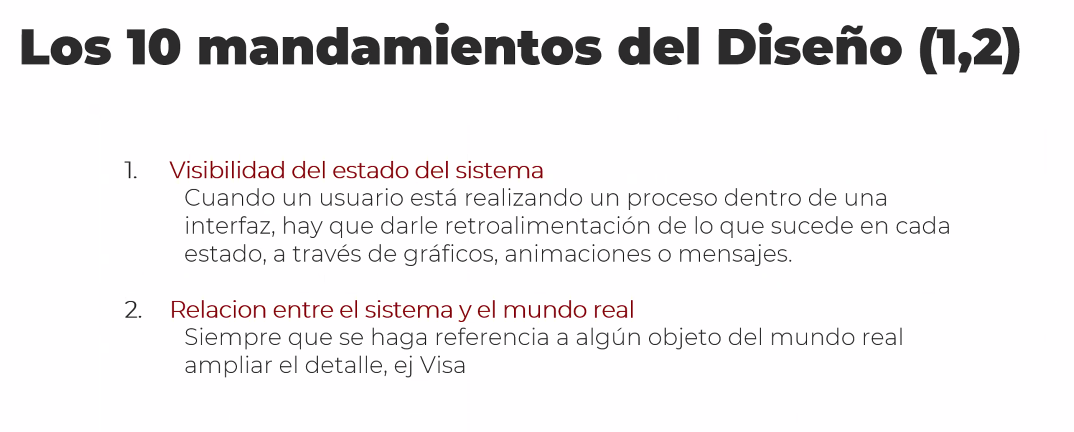 Los 10 mandamientos del Diseño (1,2)
1. Visibilidad del estado del sistema
Cuando un usuario está realizando un proceso dentro de una
interfaz, hay que darle retroalimentación de lo que sucede en cada
estado, a través de gráficos, animaciones o mensajes.
2. Relacion entre el sistema y el mundo real
Siempre que se haga referencia a algún objeto del mundo real
ampliar el detalle, ej Visa